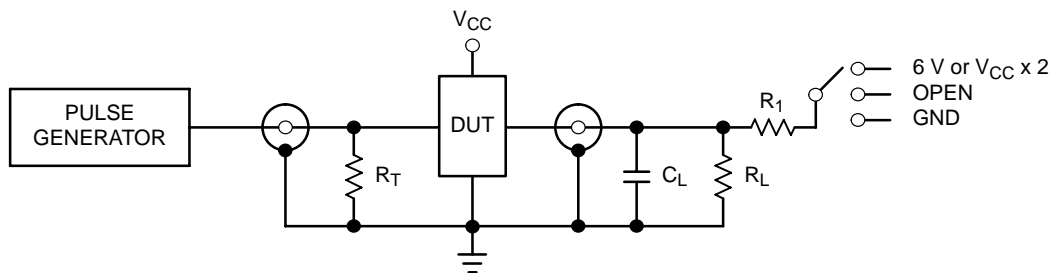 V_CC
PULSE
GENERATOR
R_T
DUT
C_L
R_L
R_1
6 V or V_CC x 2
OPEN
GND